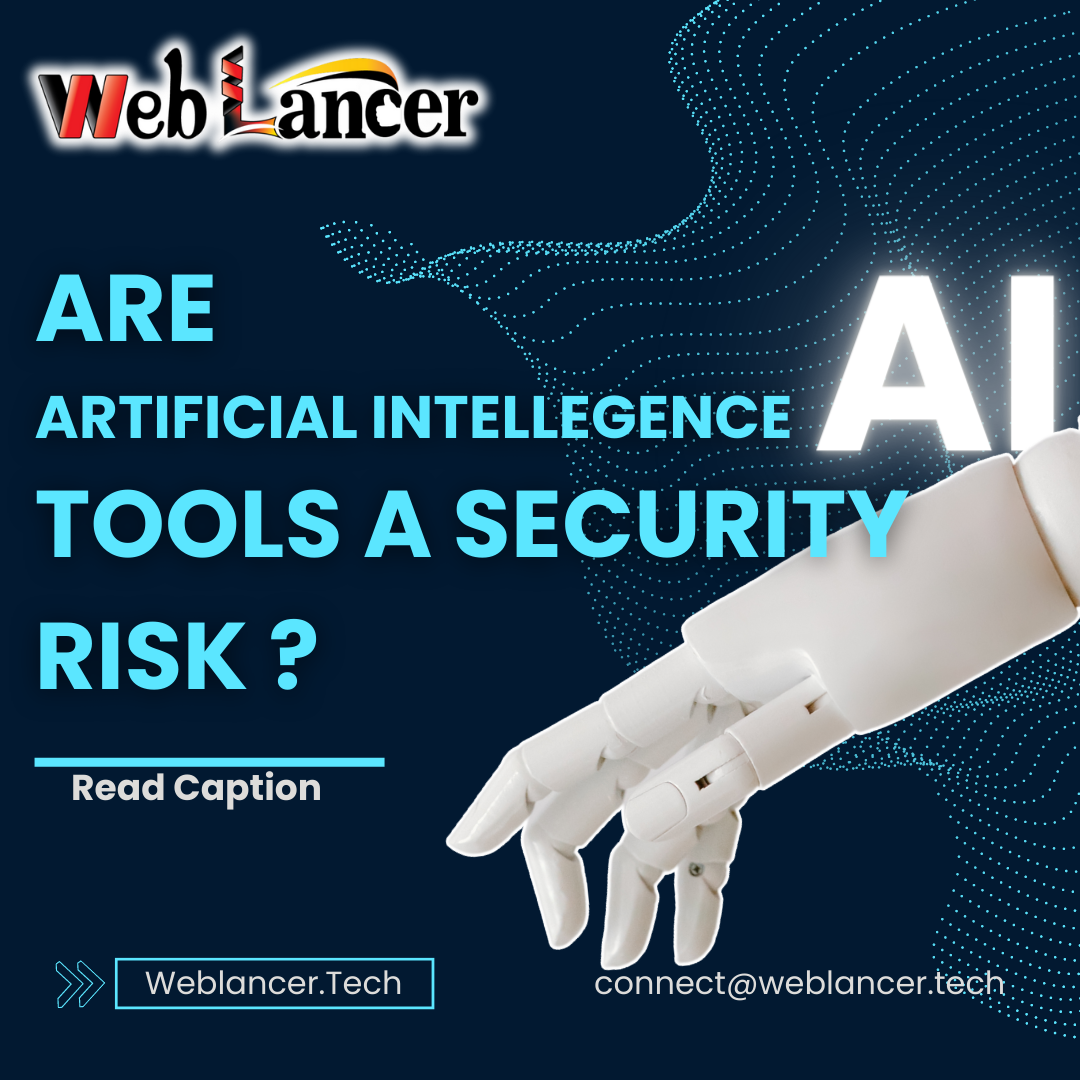 Web Lancer
ARE
ARTIFICIAL INTELLEGENCE
AI
TOOLS A SECURITY
RISK ?
Read Caption
Weblancer.Tech
connect@weblancer.tech